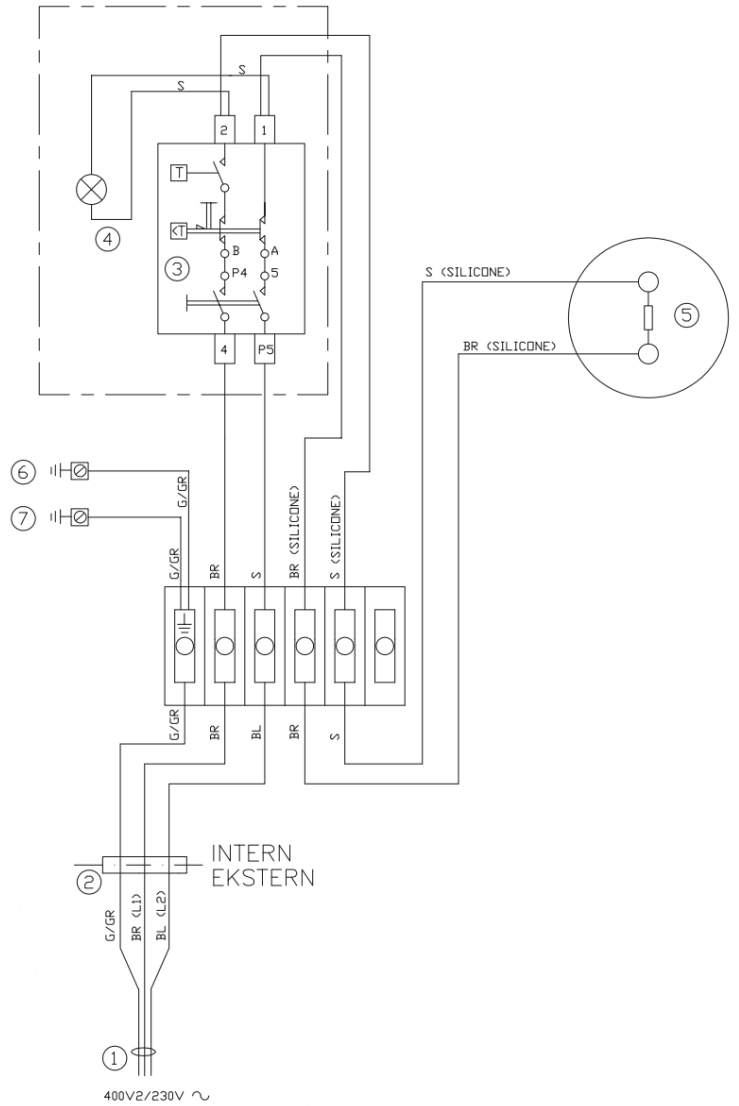 S
S
2
1
T
<T
4
3
B
A
P4
5
4
P5
S (SILICONE)
5
BR (SILICONE)
6
7
G/GR
G/GR
BR
S
BR (SILICONE)
S (SILICONE)
G/GR
BR
BL
BR
S
INTERN
EKSTERN
2
G/GR
BR (L1)
BL (L2)
1
400V2/230V ~